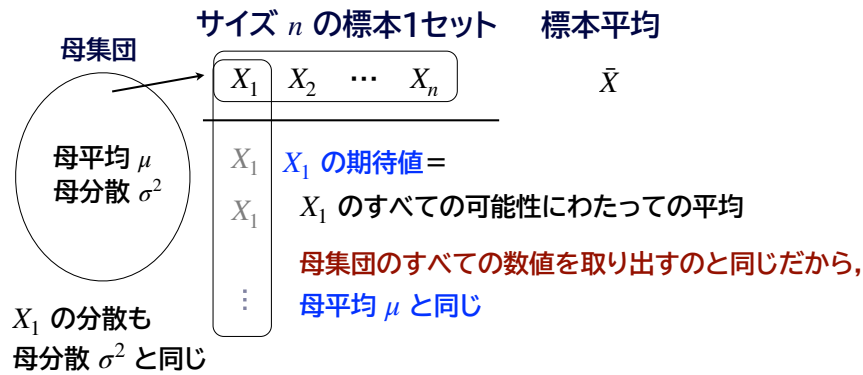 サイズ n の標本1セット 標本平均
母集団
X₁ X₂ ⋯ Xₙ X̄
母平均 μ
母分散 σ²
X₁ X₁ の期待値=
X₁ X₁ のすべての可能性にわたっての平均
母集団のすべての数値を取り出すのと同じだから,
⋮ 母平均 μ と同じ
X₁ の分散も
母分散 σ² と同じ